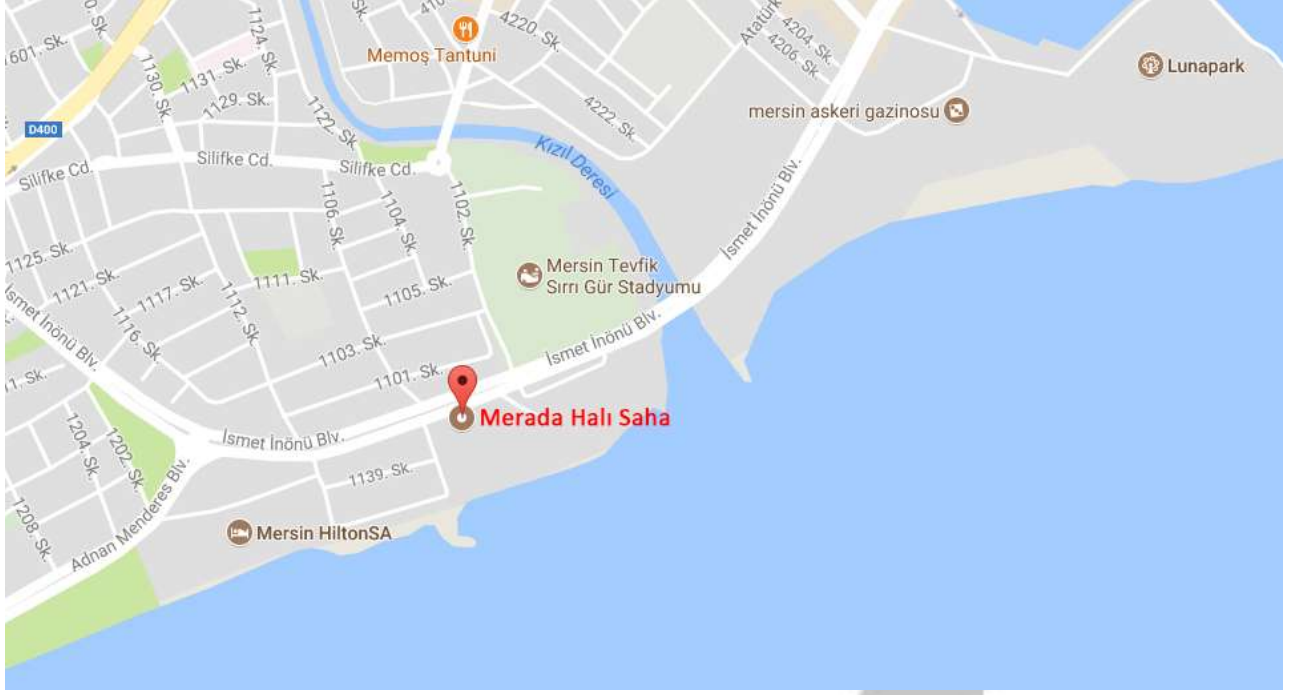 601. Sk.
1124. Sk.
4220. Sk.
Memoş Tantuni
Atatürk
4204. Sk.
4206. Sk.
Lunapark
1130. Sk.
1131. Sk.
1129. Sk.
1122. Sk.
4222. Sk.
mersin askeri gazinosu
D400
Silifke Cd.
Silifke Cd.
Silifke Cd.
Kızıl Deresi
1106. Sk.
1104. Sk.
1102. Sk.
İsmet İnönü Blv.
1125. Sk.
1121. Sk.
1117. Sk.
1111. Sk.
1105. Sk.
Mersin Tevfik
Sırrı Gür Stadyumu
İsmet İnönü Blv.
1116. Sk.
1112. Sk.
1103. Sk.
İsmet İnönü Blv.
11. Sk.
1101. Sk.
Merada Halı Saha
1204. Sk.
1202. Sk.
İsmet İnönü Blv.
1139. Sk.
1208. Sk.
Adnan Menderes Blv.
Mersin HiltonSA